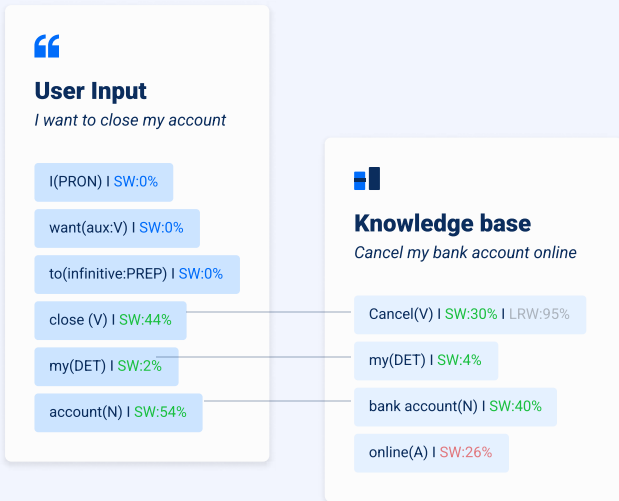 User Input
I want to close my account
I(PRON) I SW:0%
want(aux:V) I SW:0%
to(infinitive:PREP) I SW:0%
close (V) I SW:44%
my(DET) I SW:2%
account(N) I SW:54%
Knowledge base
Cancel my bank account online
Cancel(V) I SW:30% I LRW:95%
my(DET) I SW:4%
bank account(N) I SW:40%
online(A) I SW:26%